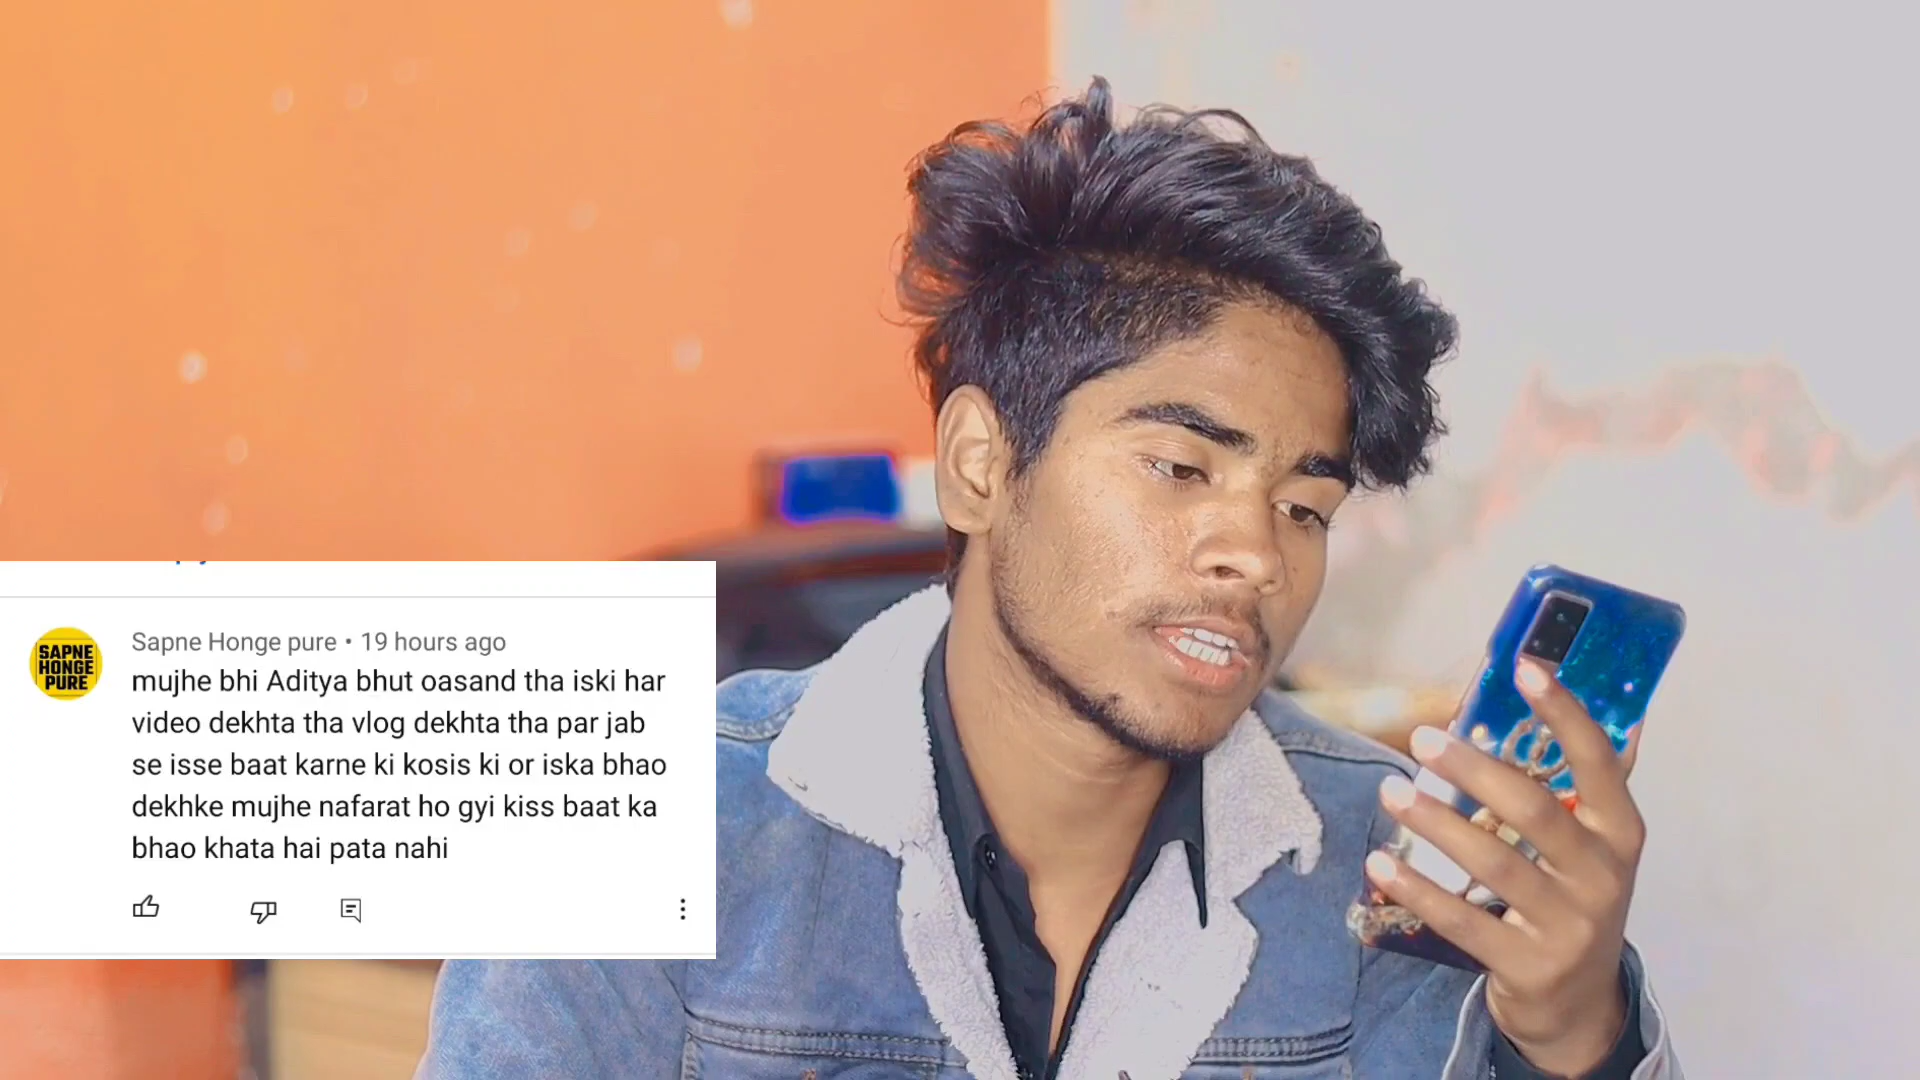 SAPNE
HONGE
PURE
Sapne Honge pure • 19 hours ago
mujhe bhi Aditya bhut oasand tha iski har
video dekhta tha vlog dekhta tha par jab
se isse baat karne ki kosis ki or iska bhao
dekhke mujhe nafarat ho gyi kiss baat ka
bhao khata hai pata nahi